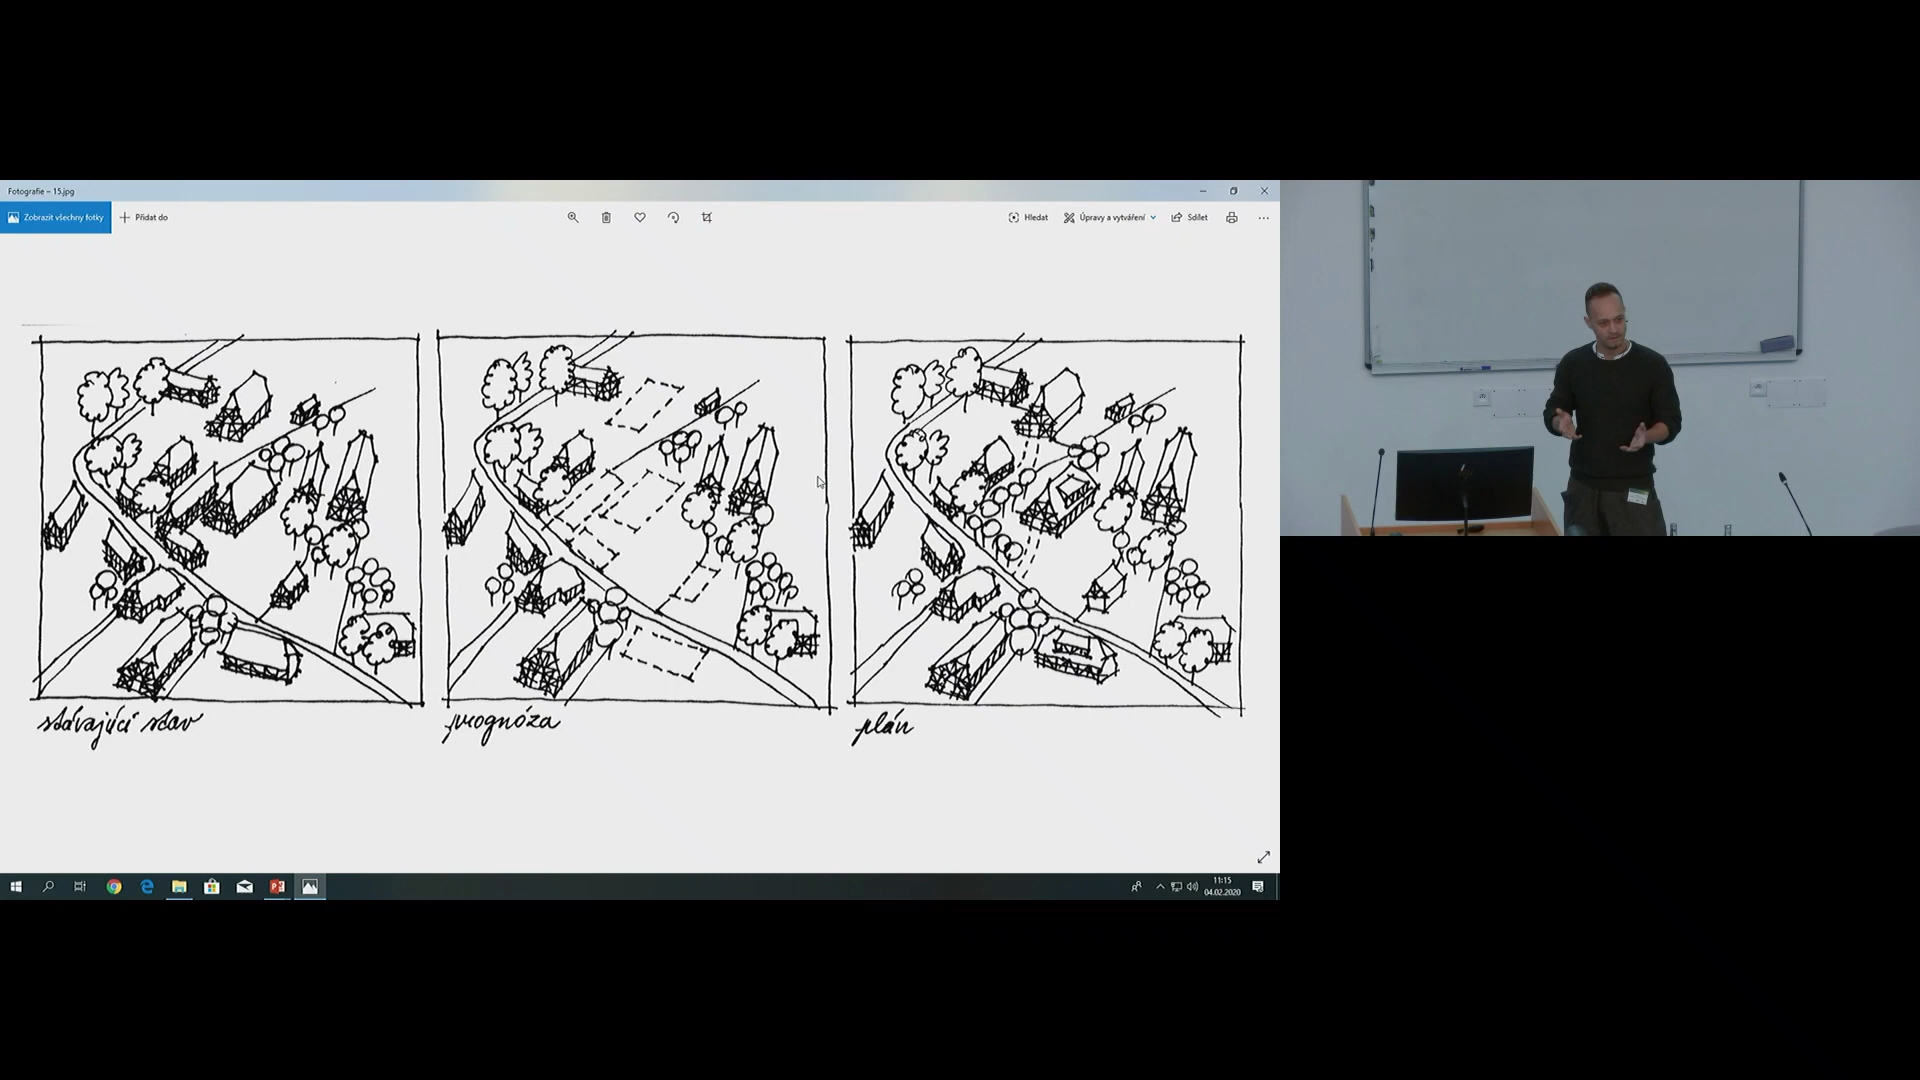 Fotografie – 15.jpg
Zobrazit všechny fotky
Přidat do
Hledat
Úpravy a vytváření
Sdílet
stávající stav
prognóza
plán
11:15
04.02.2020